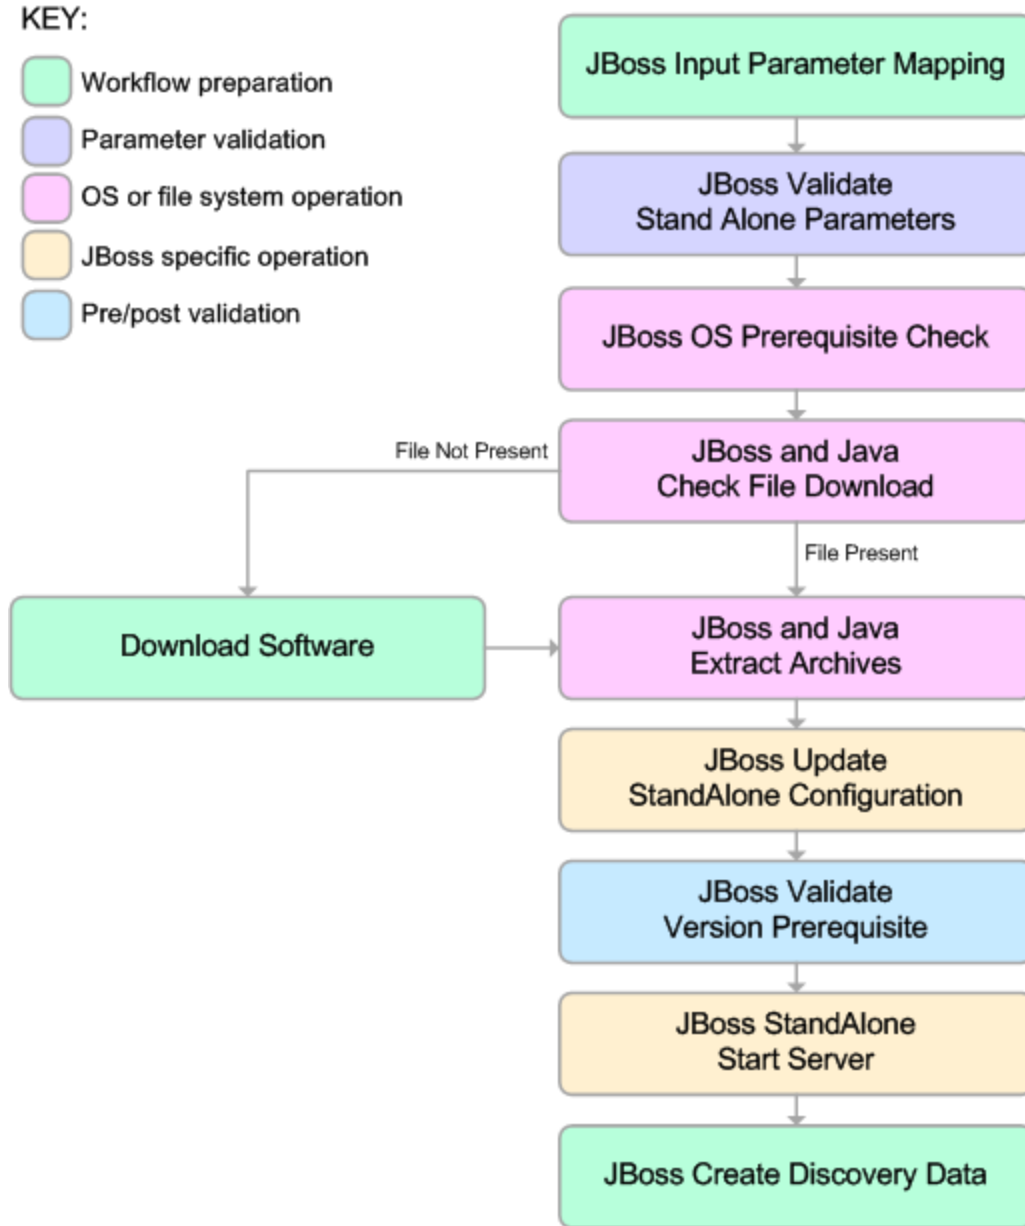 KEY:
Workflow preparation
Parameter validation
OS or file system operation
JBoss specific operation
Pre/post validation
JBoss Input Parameter Mapping
JBoss Validate
Stand Alone Parameters
JBoss OS Prerequisite Check
JBoss and Java
Check File Download
File Not Present
File Present
Download Software
JBoss and Java
Extract Archives
JBoss Update
StandAlone Configuration
JBoss Validate
Version Prerequisite
JBoss StandAlone
Start Server
JBoss Create Discovery Data